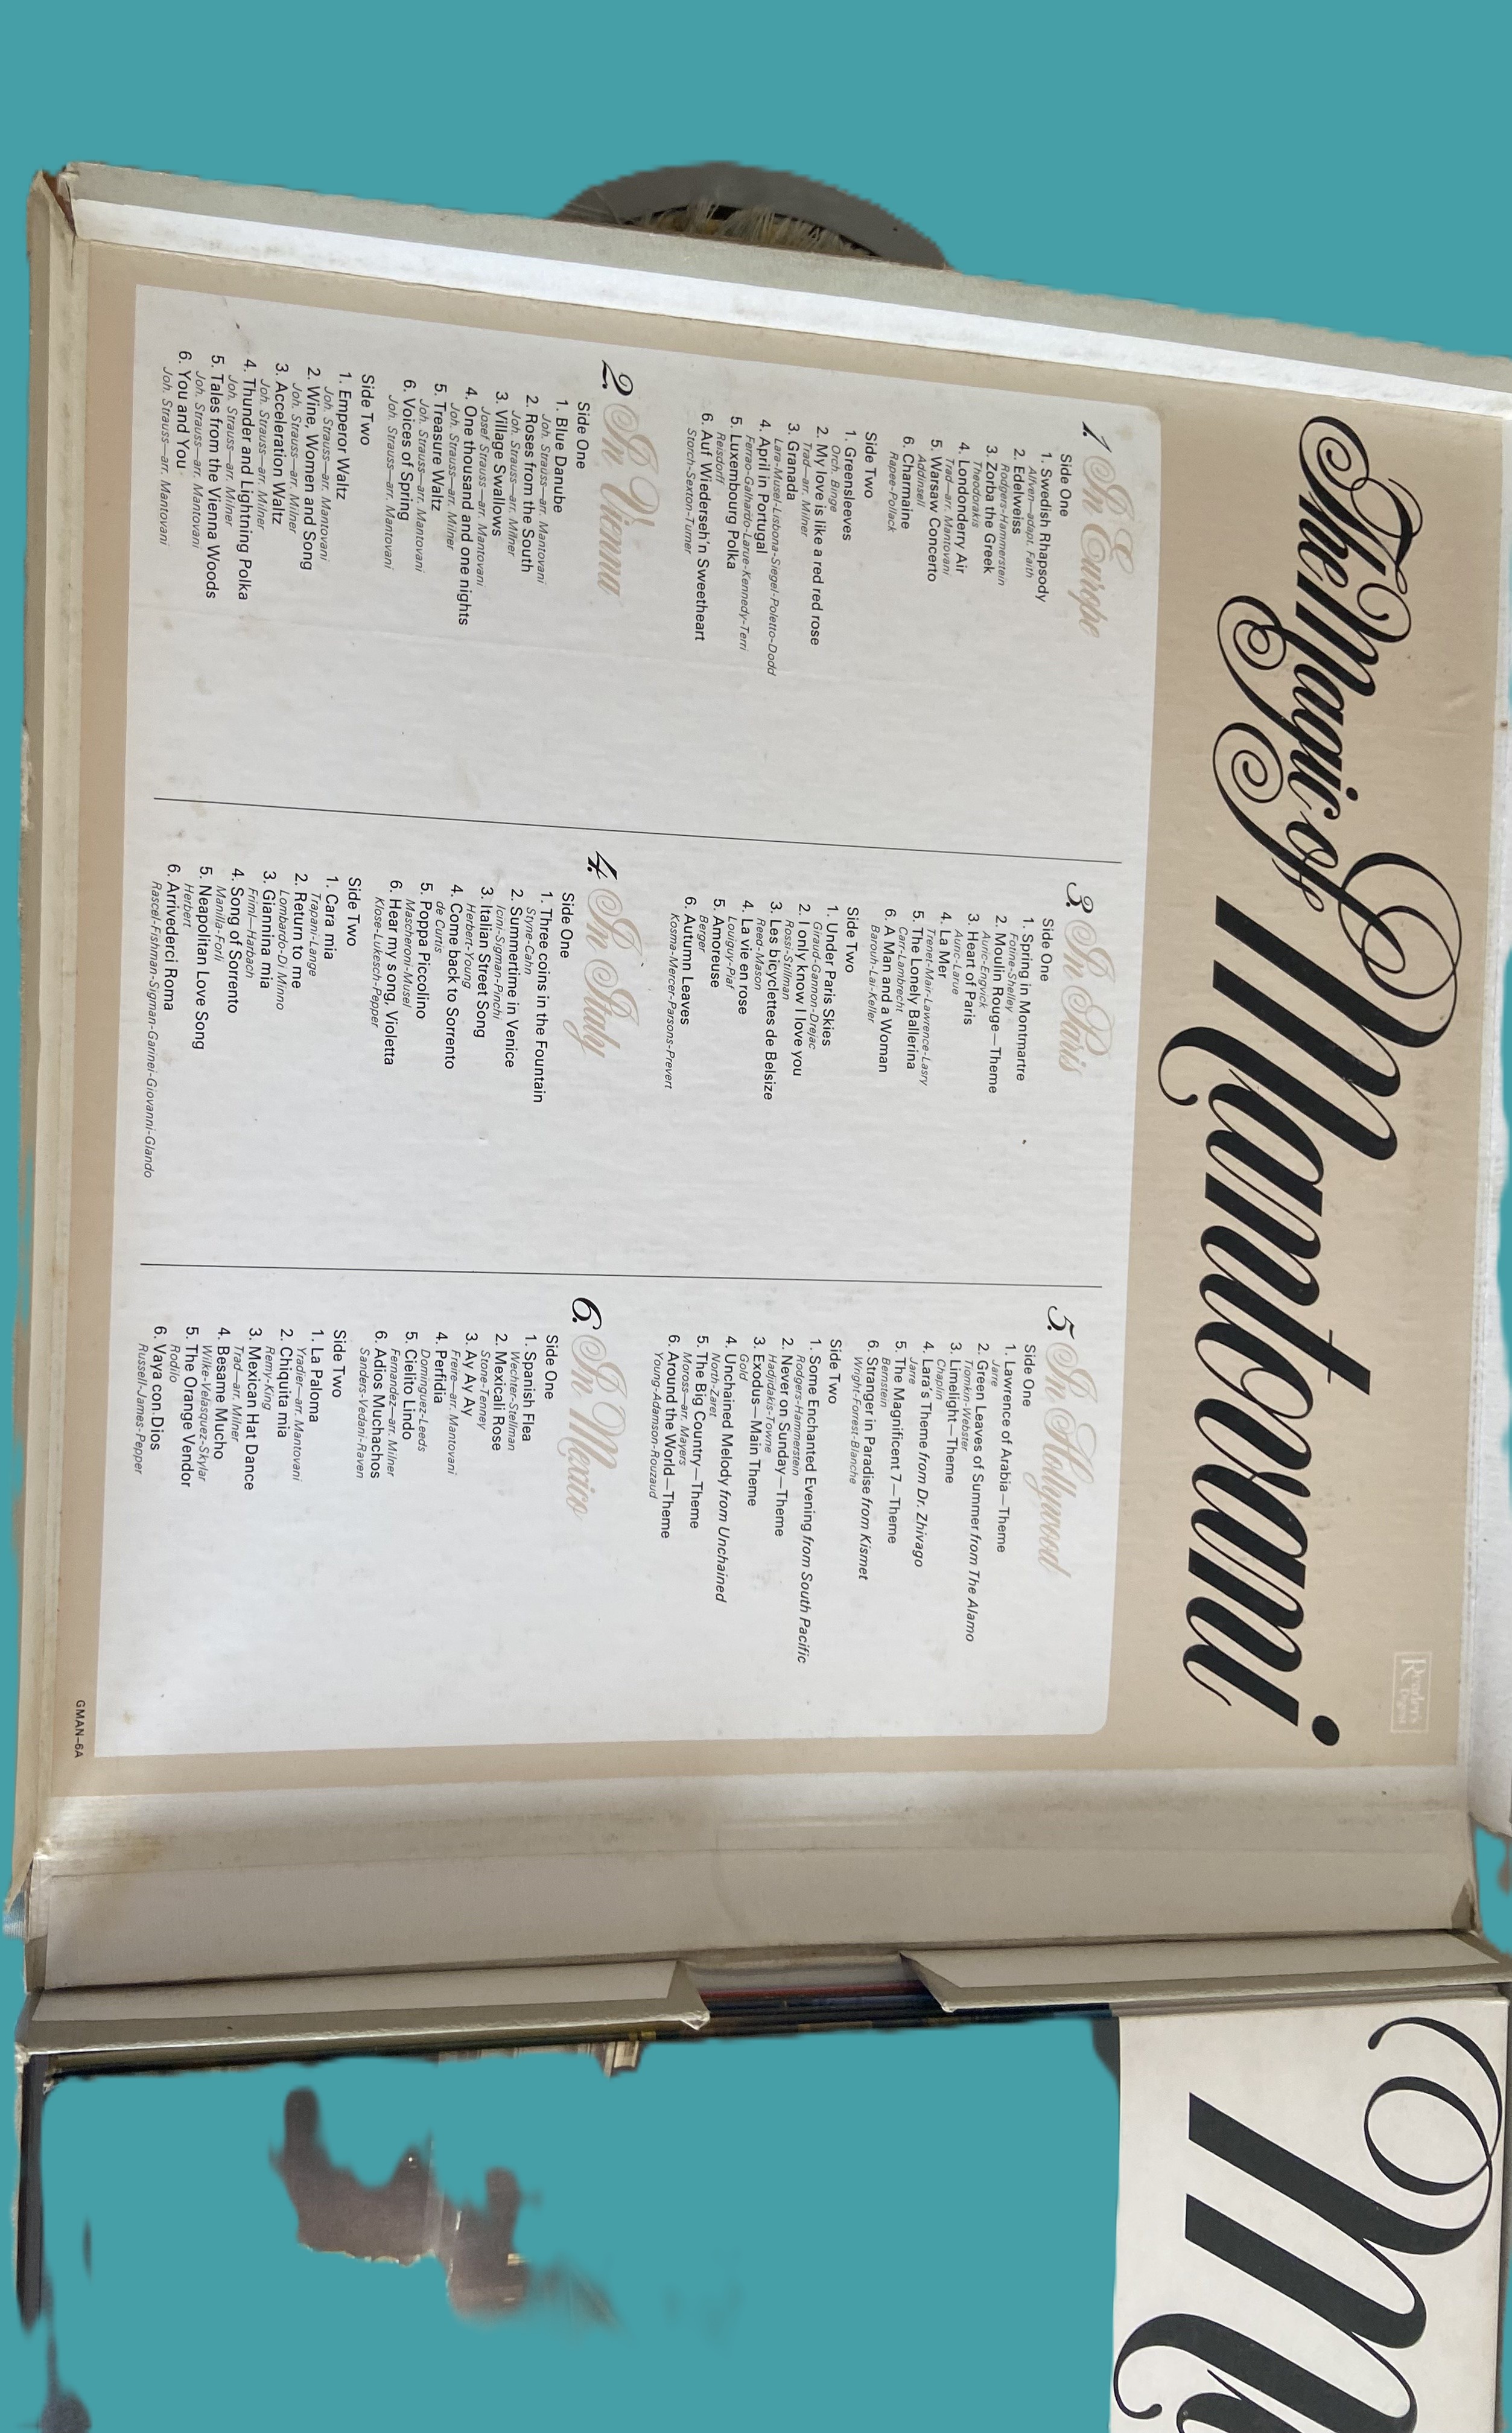 The Magic of Mantovani
Reader's
Digest
1. In Europe
Side One
1. Swedish Rhapsody
Alfven—adapt. Faith
2. Edelweiss
Rodgers-Hammerstein
3. Zorba the Greek
Theodorakis
4. Londonderry Air
Trad—arr. Mantovani
5. Warsaw Concerto
Addinsell
6. Charmaine
Rapee-Pollack
Side Two
1. Greensleeves
Orch. Binge
2. My love is like a red red rose
Trad—arr. Milner
3. Granada
Lara-Musel-Lisbona-Siegel-Poletto-Dodd
4. April in Portugal
Ferrao-Galhardo-Larue-Kennedy-Terri
5. Luxembourg Polka
Reisdorff
6. Auf Wiederseh'n Sweetheart
Storch-Sexton-Turner
2. In Vienna
Side One
1. Blue Danube
Joh. Strauss—arr. Mantovani
2. Roses from the South
Joh. Strauss—arr. Milner
3. Village Swallows
Josef Strauss—arr. Mantovani
4. One thousand and one nights
Joh. Strauss—arr. Milner
5. Treasure Waltz
Joh. Strauss—arr. Mantovani
6. Voices of Spring
Joh. Strauss—arr. Mantovani
Side Two
1. Emperor Waltz
Joh. Strauss—arr. Mantovani
2. Wine, Women and Song
Joh. Strauss—arr. Milner
3. Acceleration Waltz
Joh. Strauss—arr. Milner
4. Thunder and Lightning Polka
Joh. Strauss—arr. Milner
5. Tales from the Vienna Woods
Joh. Strauss—arr. Mantovani
6. You and You
Joh. Strauss—arr. Mantovani
3. In Paris
Side One
1. Spring in Montmartre
Fotine-Shelley
2. Moulin Rouge—Theme
Auric-Engvick
3. Heart of Paris
Auric-Larue
4. La Mer
Trenet-Mair-Lawrence-Lasry
5. The Lonely Ballerina
Carr-Lambrecht
6. A Man and a Woman
Barouh-Lai-Keller
Side Two
1. Under Paris Skies
Giraud-Gannon-Drejac
2. I only know I love you
Rossi-Stillman
3. Les bicyclettes de Belsize
Reed-Mason
4. La vie en rose
Louiguy-Piaf
5. Amoreuse
Berger
6. Autumn Leaves
Kosma-Mercer-Parsons-Prevert
4. In Italy
Side One
1. Three coins in the Fountain
Styne-Cahn
2. Summertime in Venice
Icini-Sigman-Pinchi
3. Italian Street Song
Herbert-Young
4. Come back to Sorrento
de Curtis
5. Poppa Piccolino
Mascheroni-Musel
6. Hear my song, Violetta
Klose-Lukesch-Pepper
Side Two
1. Cara mia
Trapani-Lange
2. Return to me
Lombardo-Di Minno
3. Giannina mia
Friml—Harbach
4. Song of Sorrento
Manilla-Forli
5. Neapolitan Love Song
Herbert
6. Arrivederci Roma
Rascel-Fishman-Sigman-Garinei-Giovanni-Glando
5. In Hollywood
Side One
1. Lawrence of Arabia—Theme
Jarre
2. Green Leaves of Summer from The Alamo
Tiomkin-Webster
3. Limelight—Theme
Chaplin
4. Lara's Theme from Dr. Zhivago
Jarre
5. The Magnificent 7—Theme
Bernstein
6. Stranger in Paradise from Kismet
Wright-Forrest-Blanche
Side Two
1. Some Enchanted Evening from South Pacific
Rodgers-Hammerstein
2. Never on Sunday—Theme
Hadjidakis-Towne
3. Exodus—Main Theme
Gold
4. Unchained Melody from Unchained
North-Zaret
5. The Big Country—Theme
Moross—arr. Mayers
6. Around the World—Theme
Young-Adamson-Rouzaud
6. In Mexico
Side One
1. Spanish Flea
Wechter-Stellman
2. Mexicali Rose
Stone-Tenney
3. Ay Ay Ay
Freire—arr. Mantovani
4. Perfidia
Dominguez-Leeds
5. Cielito Lindo
Fernandez—arr. Milner
6. Adios Muchachos
Sanders-Vedani-Raven
Side Two
1. La Paloma
Yradier—arr. Mantovani
2. Chiquita mia
Remy-King
3. Mexican Hat Dance
Trad—arr. Milner
4. Besame Mucho
Wilke-Velasquez-Skylar
5. The Orange Vendor
Rodilo
6. Vaya con Dios
Russell-James-Pepper
GMAN-6A
M